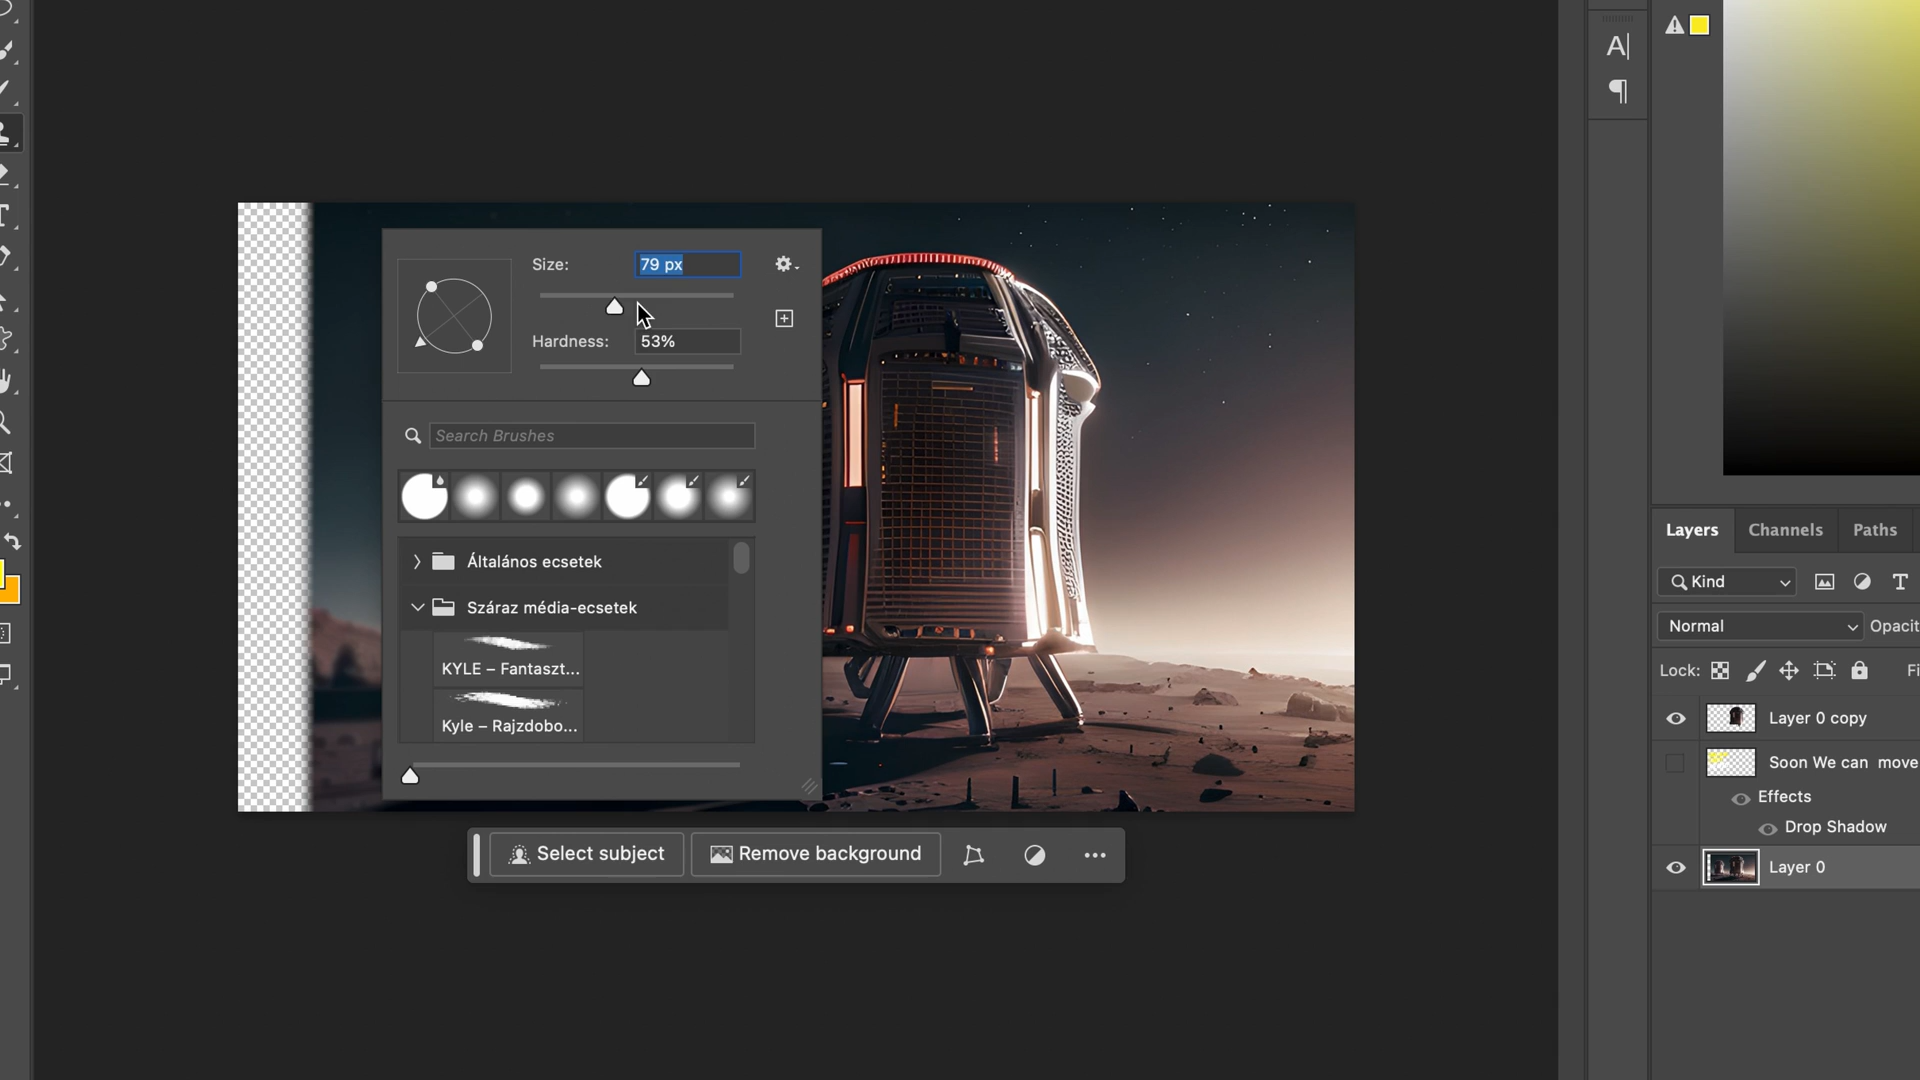 Size:
79 px
Hardness:
53%
Search Brushes
Általános ecsetek
Száraz média-ecsetek
KYLE – Fantaszt...
Kyle – Rajzdobo...
Select subject
Remove background
A
Layers
Channels
Paths
Kind
Normal
Opacit
Lock:
Fi
Layer 0 copy
Soon We can move
Effects
Drop Shadow
Layer 0